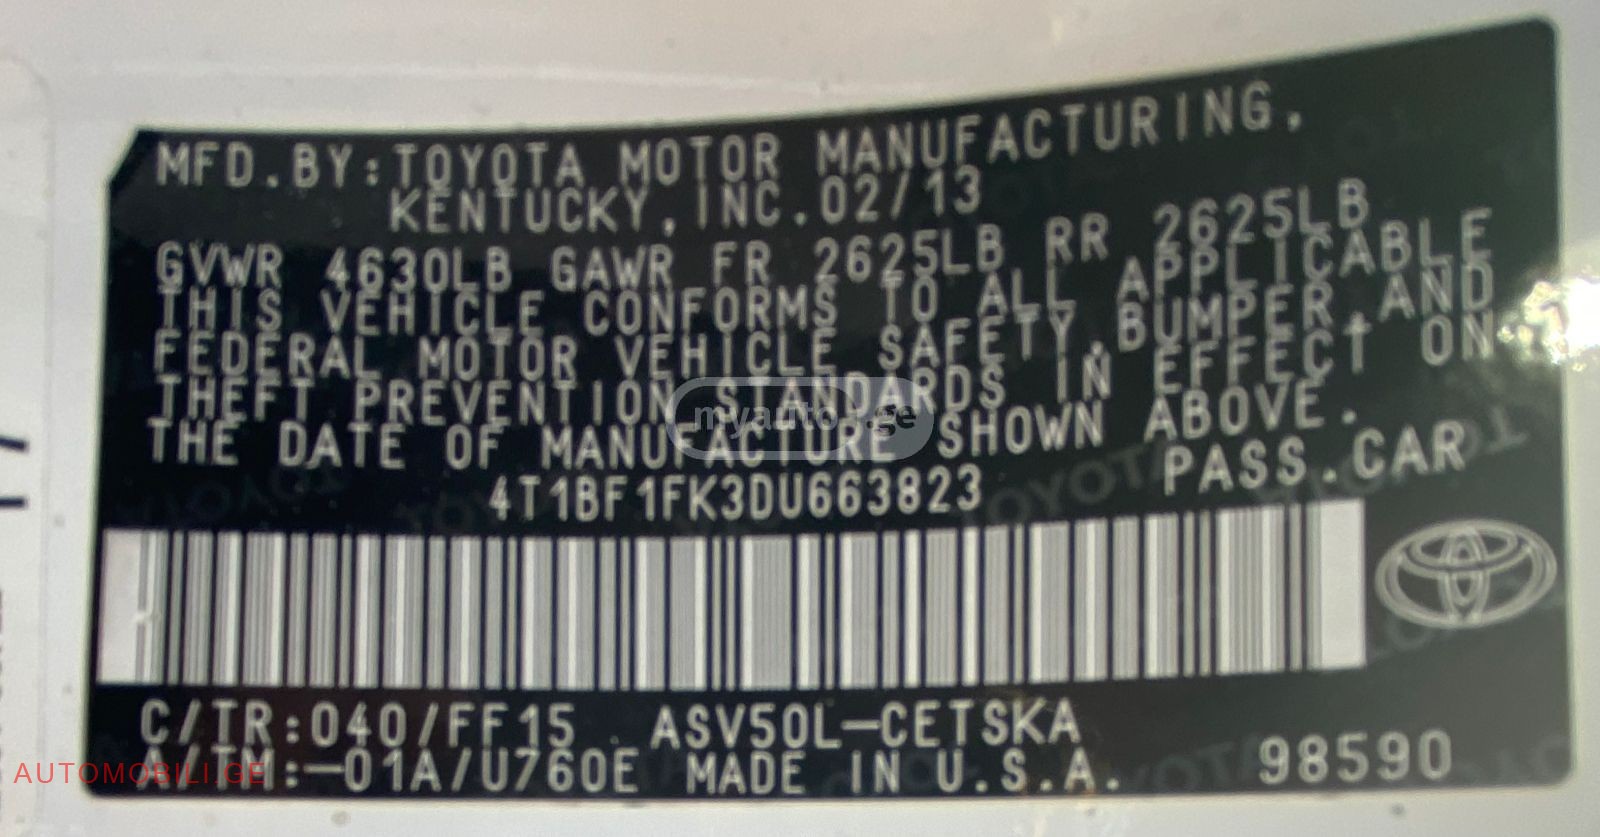 MFD.BY:TOYOTA MOTOR MANUFACTURING,
KENTUCKY,INC.02/13
GVWR 4630LB GAWR FR 2625LB RR 2625LB
THIS VEHICLE CONFORMS TO ALL APPLICABLE
FEDERAL MOTOR VEHICLE SAFETY,BUMPER AND
THEFT PREVENTION STANDARDS IN EFFECT ON
THE DATE OF MANUFACTURE SHOWN ABOVE.
4T1BF1FK3DU663823 PASS.CAR
C/TR:040/FF15 ASV50L-CETSKA
A/TM:-01A/U760E MADE IN U.S.A. 98590
myauto.ge
AUTOMOBILI.GE